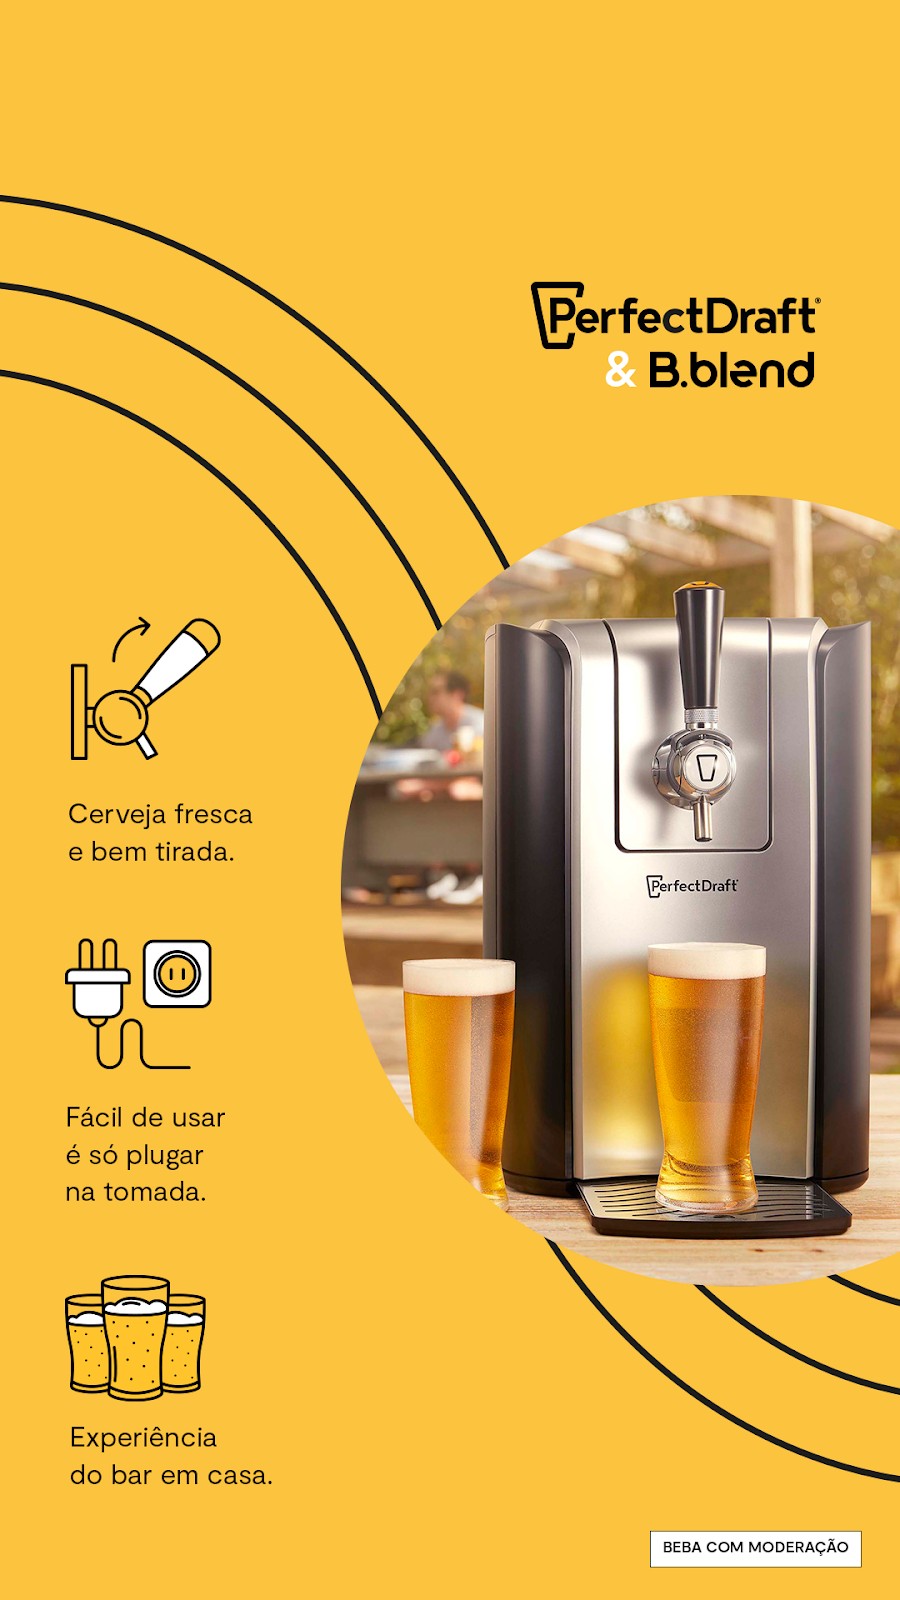 PerfectDraft®
& B.blend
Cerveja fresca
e bem tirada.
PerfectDraft
Fácil de usar
é só plugar
na tomada.
Experiência
do bar em casa.
BEBA COM MODERAÇÃO